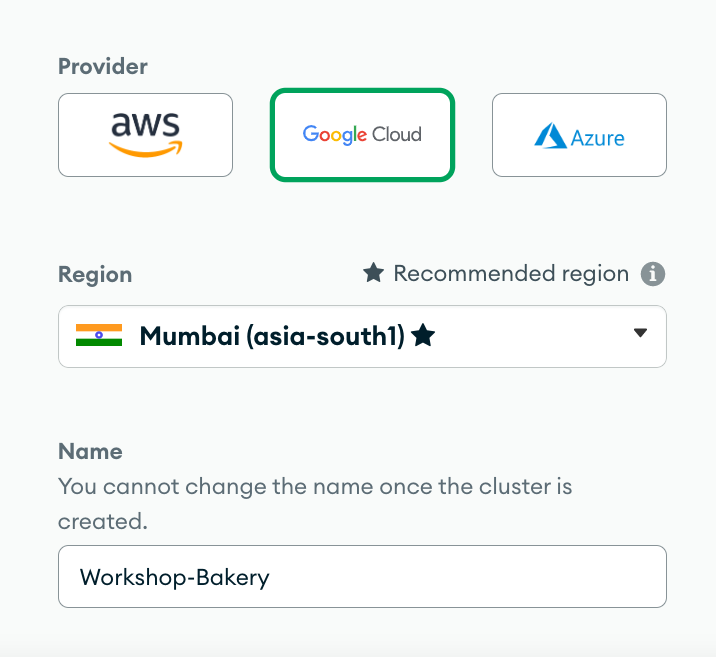 Provider
aws
Google Cloud
Azure
Region
Recommended region
Mumbai (asia-south1)
Name
You cannot change the name once the cluster is
created.
Workshop-Bakery